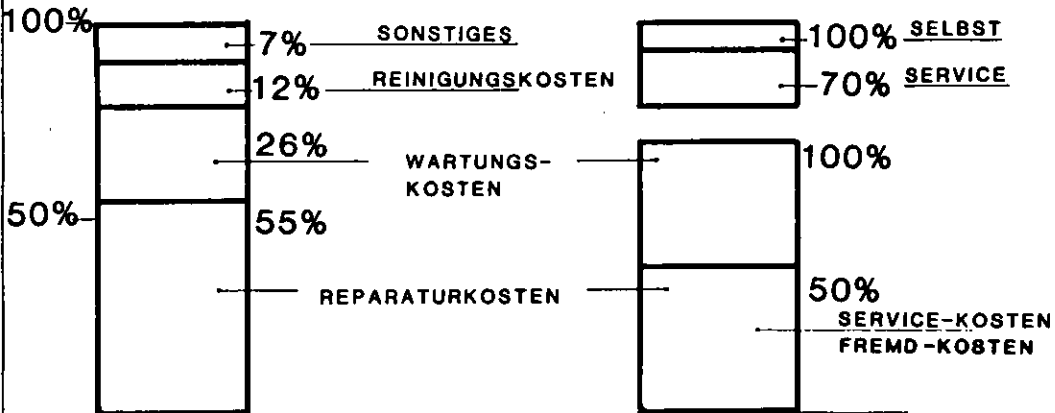 100%
7% SONSTIGES
12% REINIGUNGSKOSTEN
26%
WARTUNGS-
KOSTEN
50%
55%
REPARATURKOSTEN
100% SELBST
70% SERVICE
100%
50%
SERVICE-KOSTEN
FREMD-KOSTEN